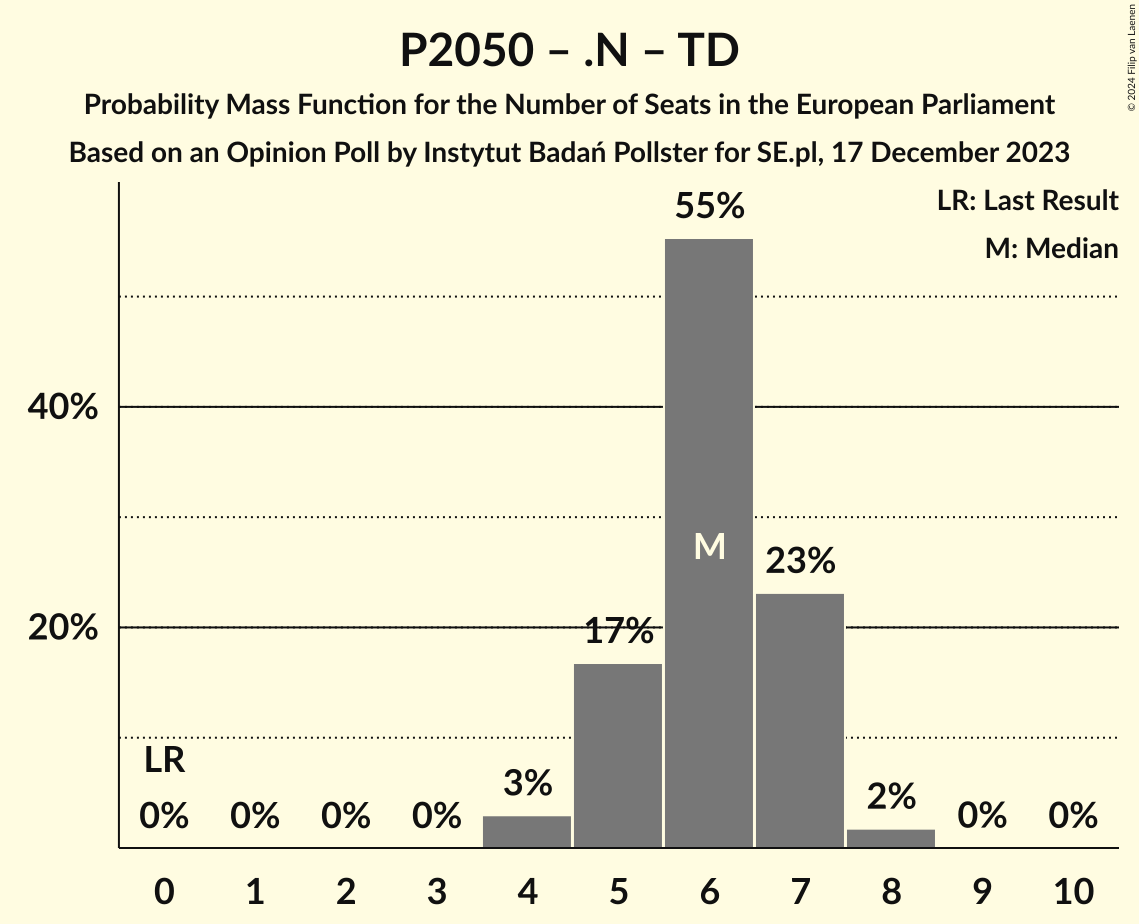 P2050 – .N – TD
Probability Mass Function for the Number of Seats in the European Parliament
Based on an Opinion Poll by Instytut Badań Pollster for SE.pl, 17 December 2023
© 2024 Filip van Laenen
LR: Last Result
M: Median
55%
40%
M
23%
20%
17%
LR
3%
2%
0% 0% 0% 0% 0% 0%
0 1 2 3 4 5 6 7 8 9 10